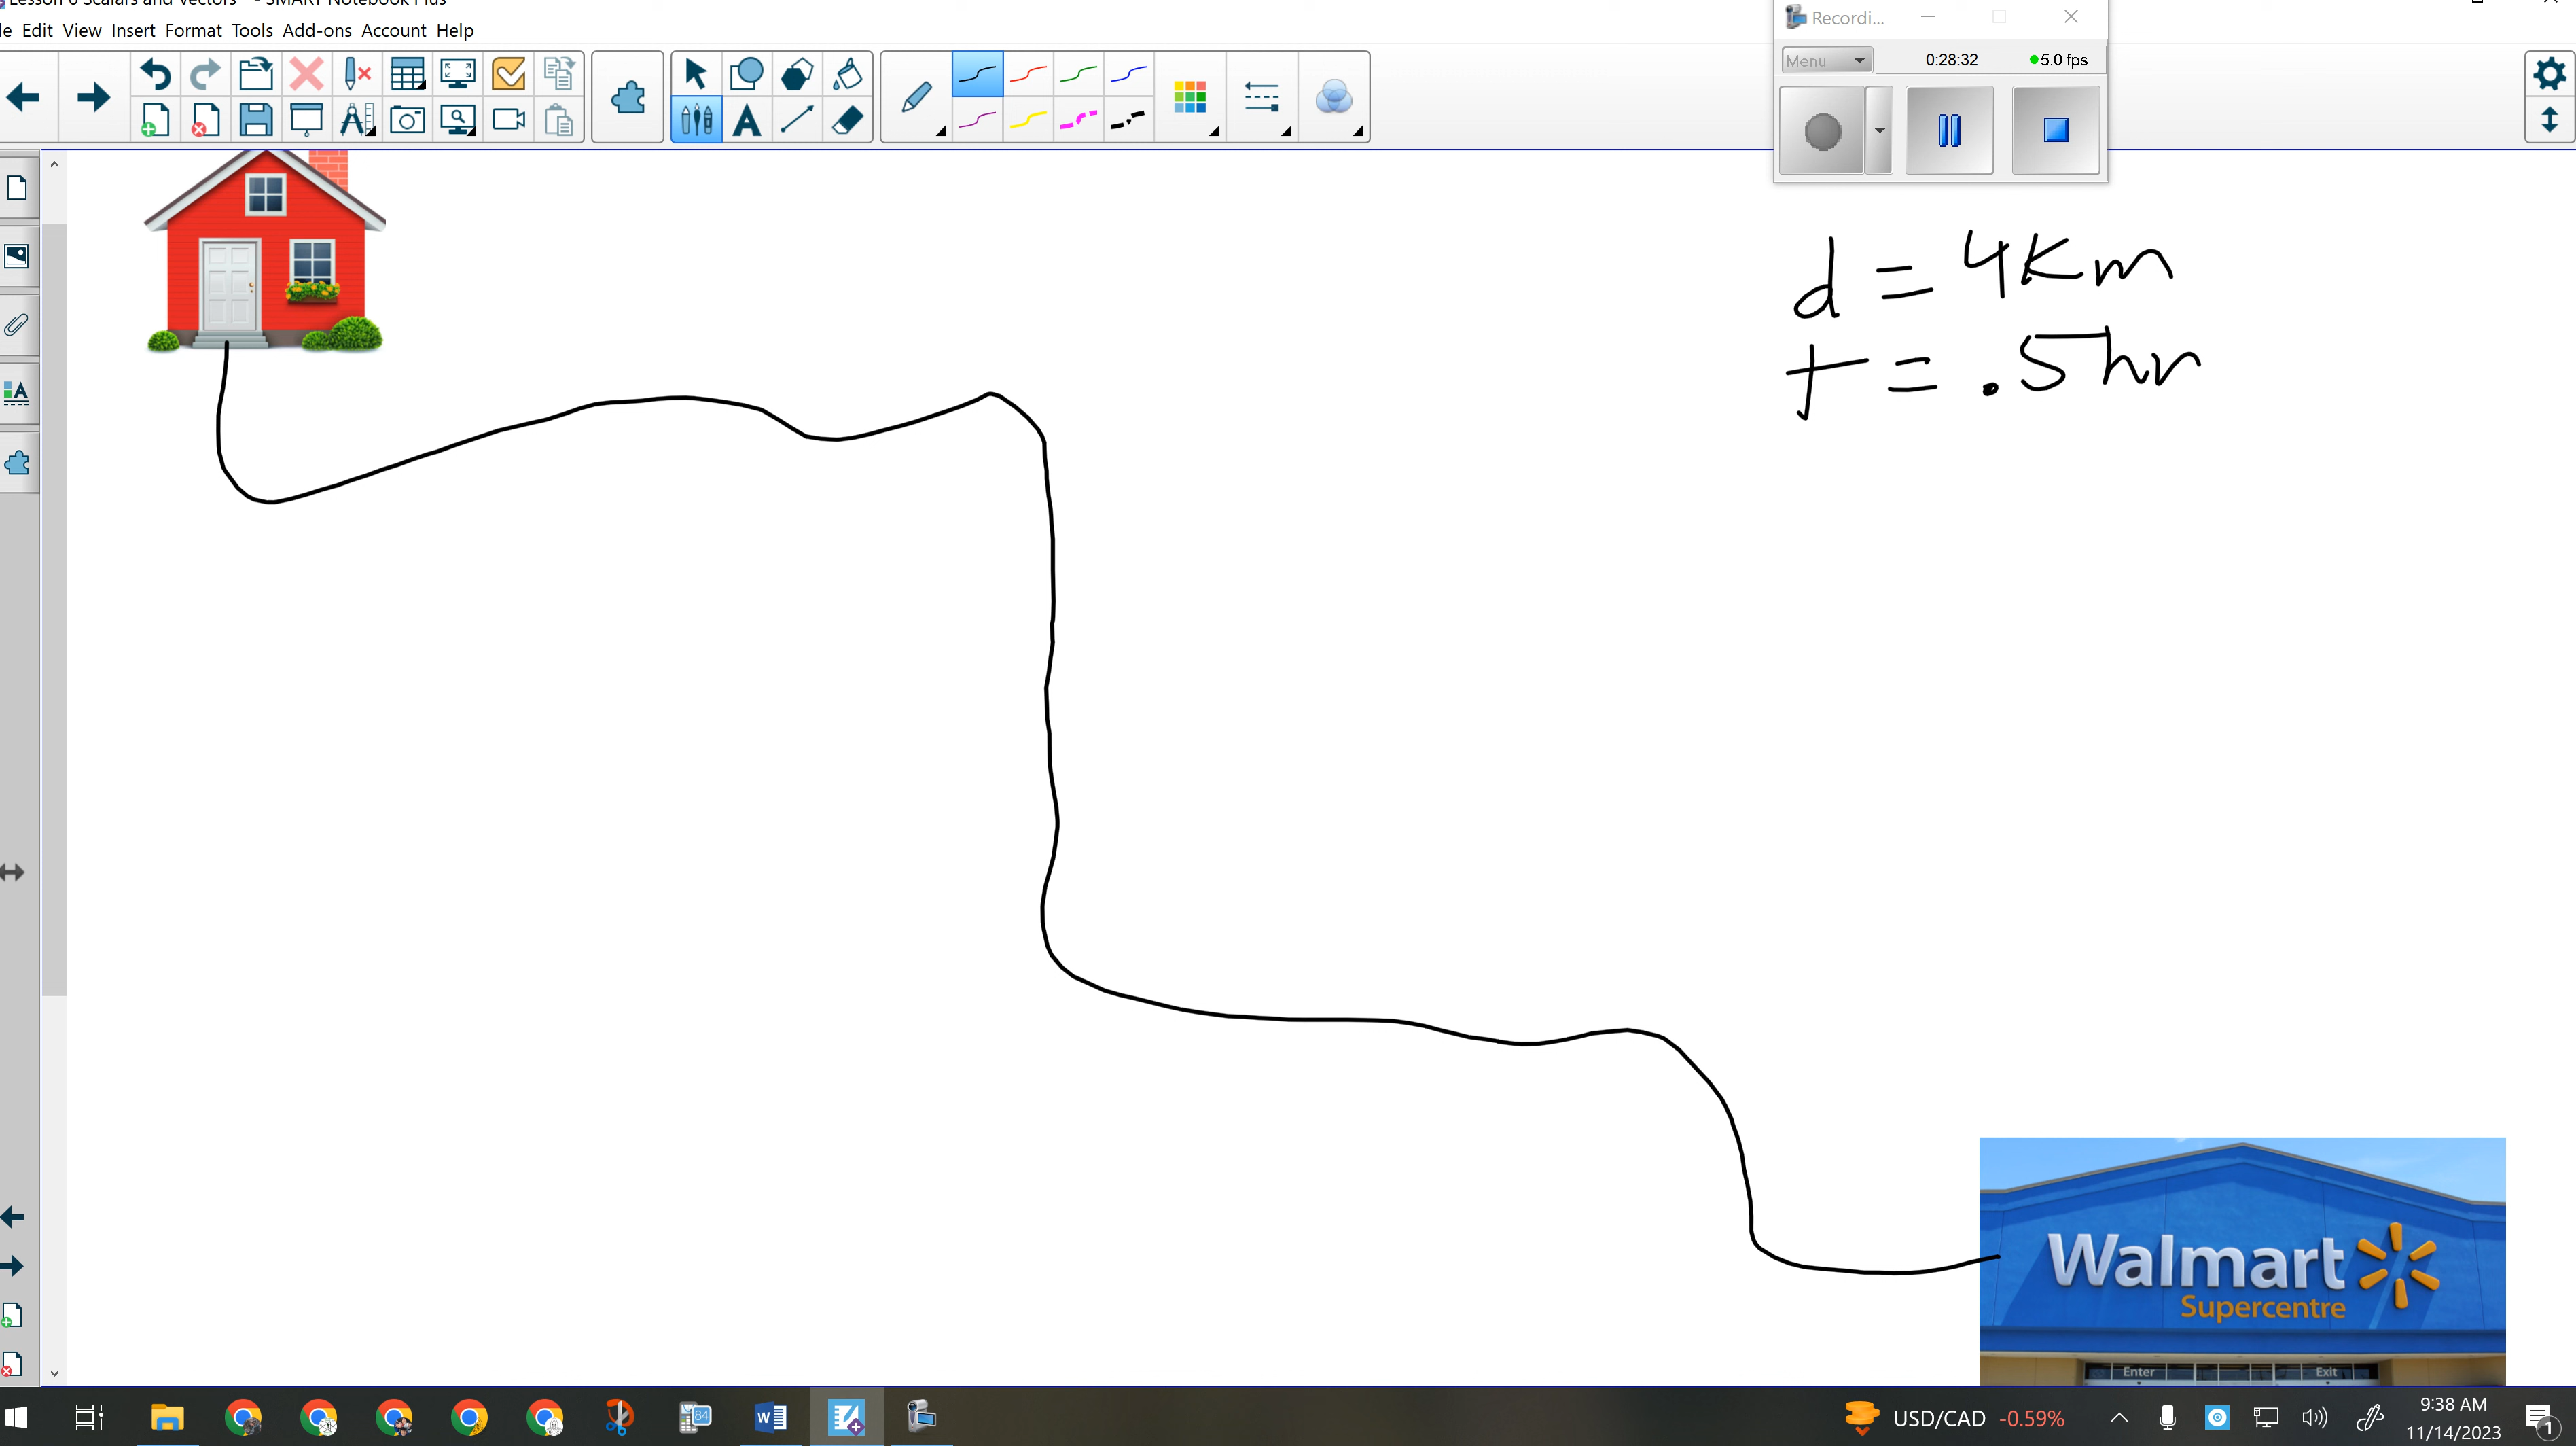 Lesson 6 Scalars and Vectors - SMART Notebook Plus
le Edit View Insert Format Tools Add-ons Account Help
Recordi...
Menu 0:28:32 5.0 fps
d = 4Km
t = .5hr
Walmart
Supercentre
Enter Exit
84
USD/CAD -0.59%
9:38 AM
11/14/2023
1